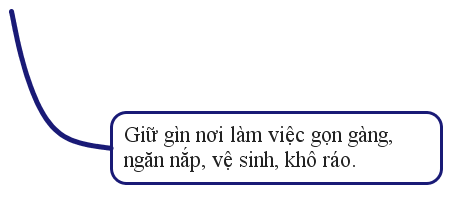 Giữ gìn nơi làm việc gọn gàng,
ngăn nắp, vệ sinh, khô ráo.